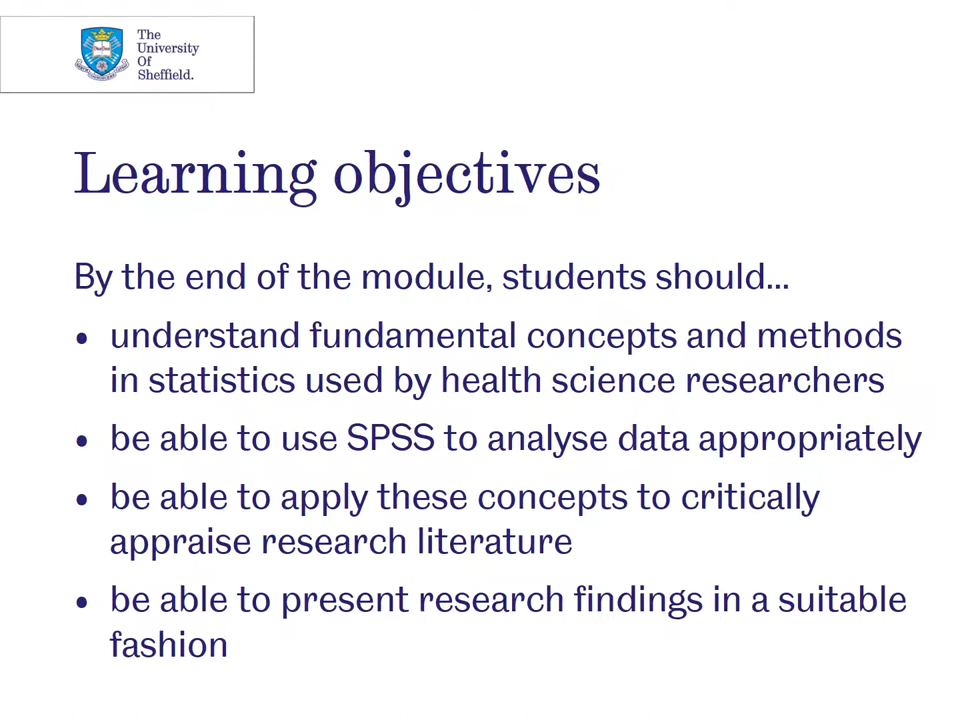 The
University
Of
Sheffield.
Learning objectives
By the end of the module, students should...
• understand fundamental concepts and methods
in statistics used by health science researchers
• be able to use SPSS to analyse data appropriately
• be able to apply these concepts to critically
appraise research literature
• be able to present research findings in a suitable
fashion